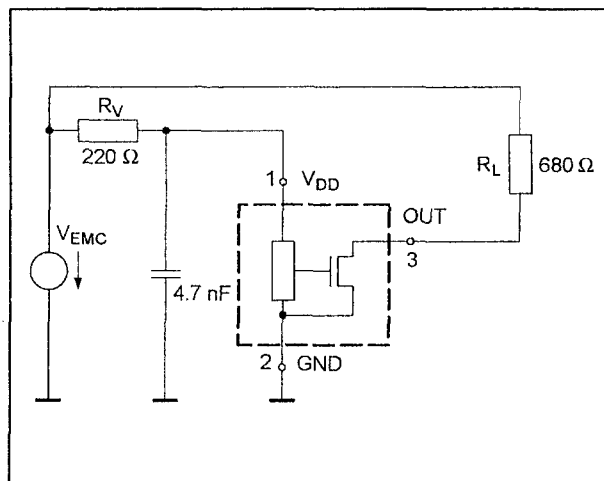 R_V
220 Ω
1 V_DD
R_L 680 Ω
OUT
3
V_EMC
4.7 nF
2 GND